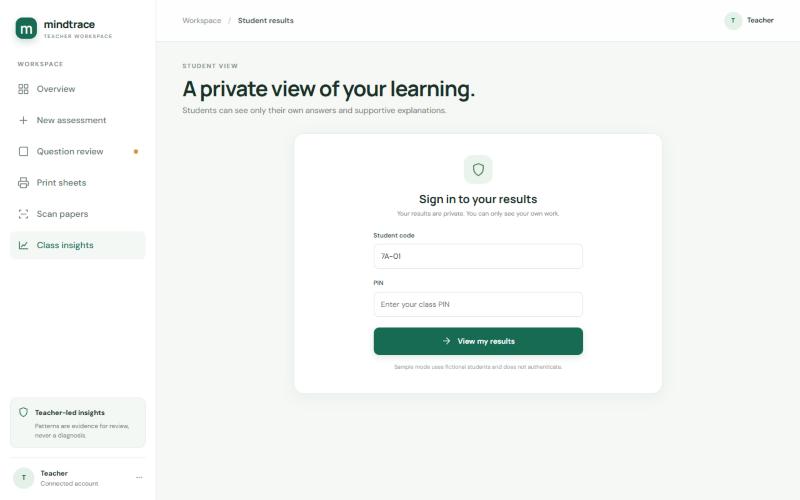 m mindtrace
TEACHER WORKSPACE
WORKSPACE
Overview
New assessment
Question review
Print sheets
Scan papers
Class insights
Teacher-led insights
Patterns are evidence for review,
never a diagnosis.
T Teacher
Connected account
Workspace / Student results
T Teacher
STUDENT VIEW
A private view of your learning.
Students can see only their own answers and supportive explanations.
Sign in to your results
Your results are private. You can only see your own work.
Student code
7A-01
PIN
Enter your class PIN
View my results
Sample mode uses fictional students and does not authenticate.